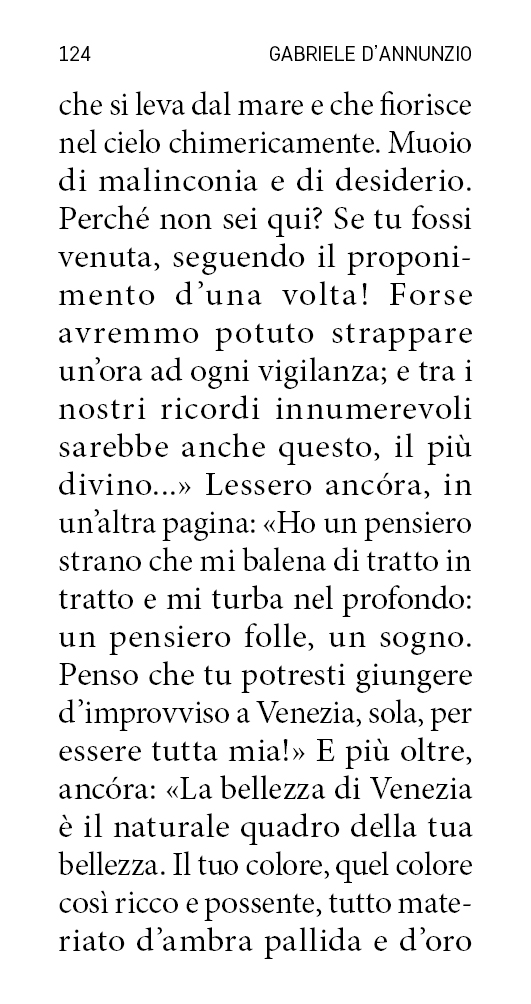 124 GABRIELE D’ANNUNZIO
che si leva dal mare e che fiorisce
nel cielo chimericamente. Muoio
di malinconia e di desiderio.
Perché non sei qui? Se tu fossi
venuta, seguendo il proponi-
mento d’una volta! Forse
avremmo potuto strappare
un’ora ad ogni vigilanza; e tra i
nostri ricordi innumerevoli
sarebbe anche questo, il più
divino...» Lessero ancóra, in
un’altra pagina: «Ho un pensiero
strano che mi balena di tratto in
tratto e mi turba nel profondo:
un pensiero folle, un sogno.
Penso che tu potresti giungere
d’improvviso a Venezia, sola, per
essere tutta mia!» E più oltre,
ancóra: «La bellezza di Venezia
è il naturale quadro della tua
bellezza. Il tuo colore, quel colore
così ricco e possente, tutto mate-
riato d’ambra pallida e d’oro